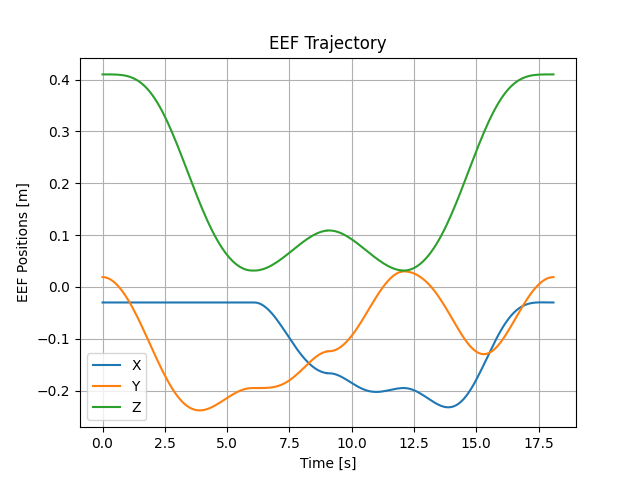 EEF Trajectory
EEF Positions [m]
0.4
0.3
0.2
0.1
0.0
−0.1
−0.2
X
Y
Z
0.0 2.5 5.0 7.5 10.0 12.5 15.0 17.5
Time [s]